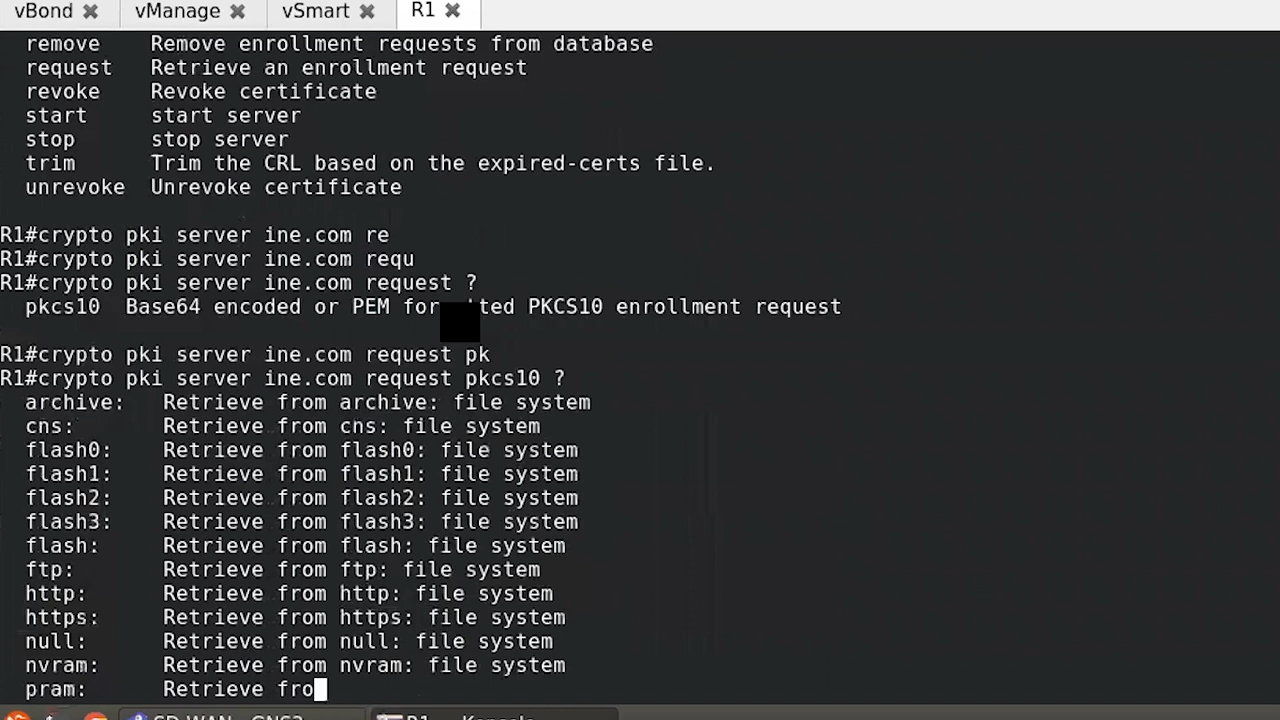 vBond ✖ vManage ✖ vSmart ✖ R1 ✖
remove Remove enrollment requests from database
request Retrieve an enrollment request
revoke Revoke certificate
start start server
stop stop server
trim Trim the CRL based on the expired-certs file.
unrevoke Unrevoke certificate
R1#crypto pki server ine.com re
R1#crypto pki server ine.com requ
R1#crypto pki server ine.com request ?
pkcs10 Base64 encoded or PEM PKCS10 enrollment request
R1#crypto pki server ine.com request pk
R1#crypto pki server ine.com request pkcs10 ?
archive: Retrieve from archive: file system
cns: Retrieve from cns: file system
flash0: Retrieve from flash0: file system
flash1: Retrieve from flash1: file system
flash2: Retrieve from flash2: file system
flash3: Retrieve from flash3: file system
flash: Retrieve from flash: file system
ftp: Retrieve from ftp: file system
http: Retrieve from http: file system
https: Retrieve from https: file system
null: Retrieve from null: file system
nvram: Retrieve from nvram: file system
pram: Retrieve fro